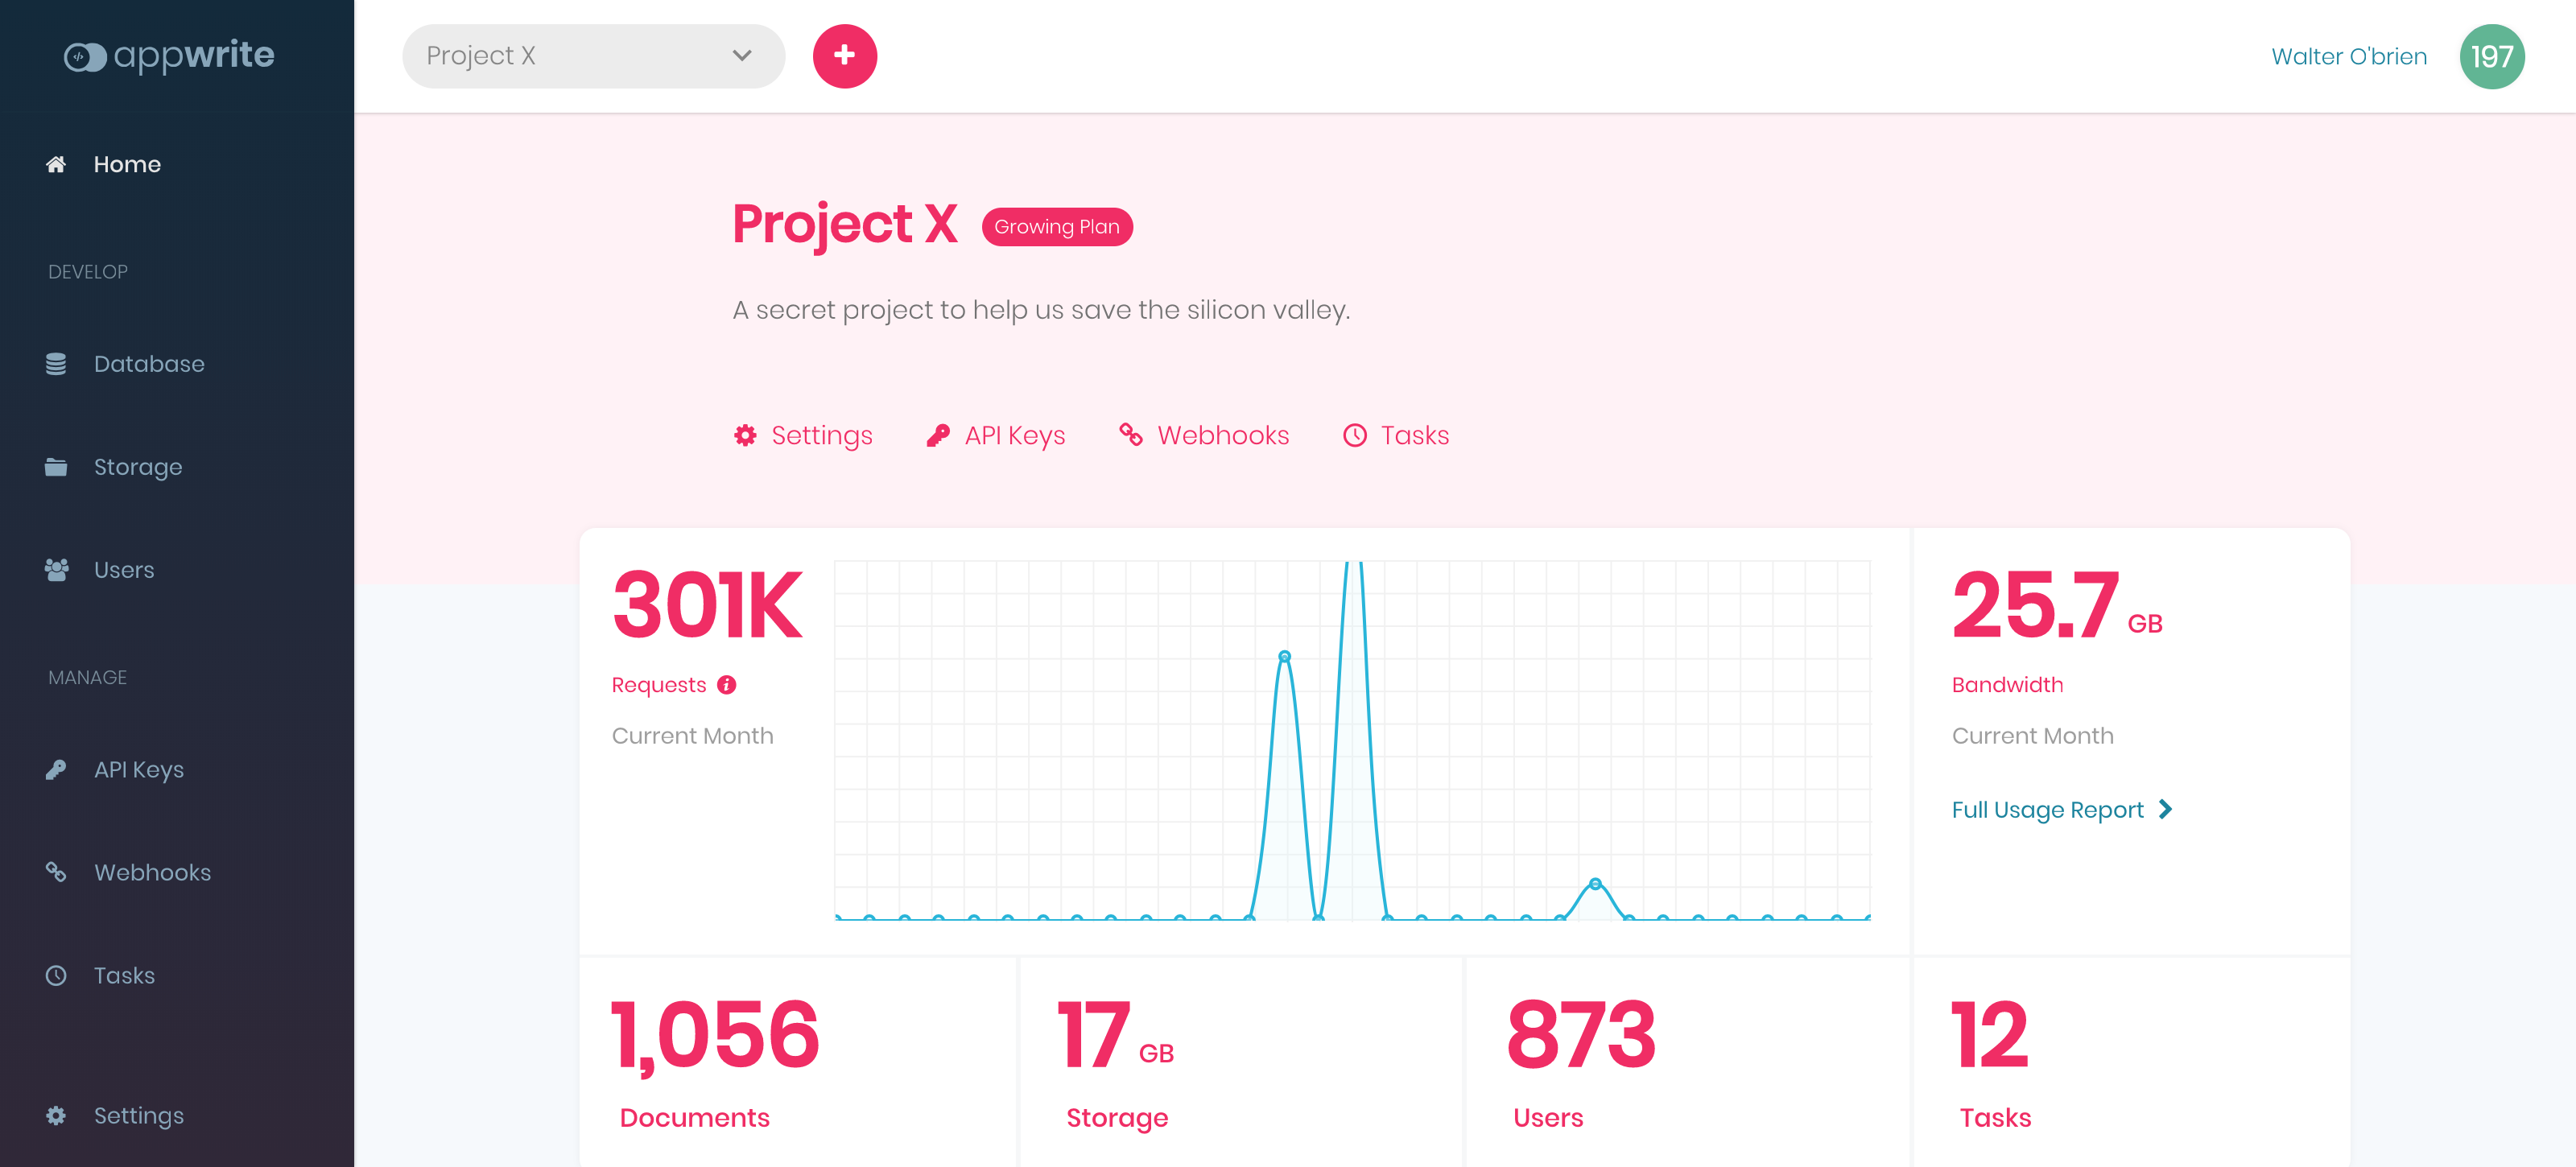 appwrite
Home
DEVELOP
Database
Storage
Users
MANAGE
API Keys
Webhooks
Tasks
Settings
Project X
Walter O'brien
197
Project X
Growing Plan
A secret project to help us save the silicon valley.
Settings
API Keys
Webhooks
Tasks
301K
Requests
Current Month
25.7 GB
Bandwidth
Current Month
Full Usage Report
1,056
Documents
17 GB
Storage
873
Users
12
Tasks